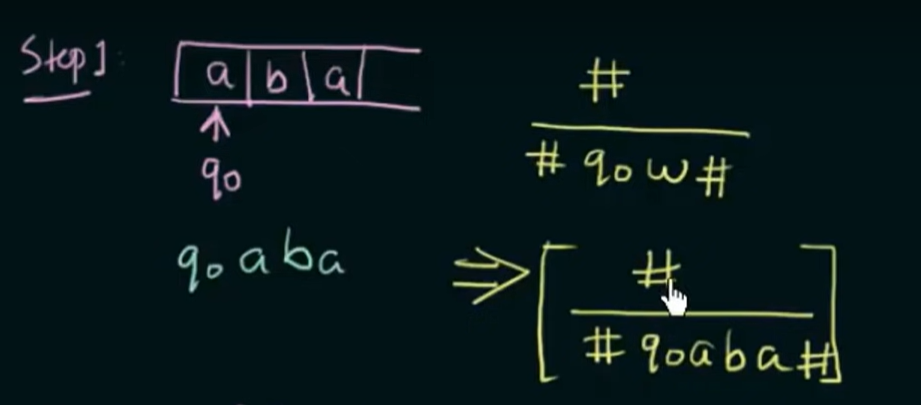 Step 1:
a b a
q0
q0 a b a
#
# q0 w #
⇒ [ #
# q0 a b a # ]